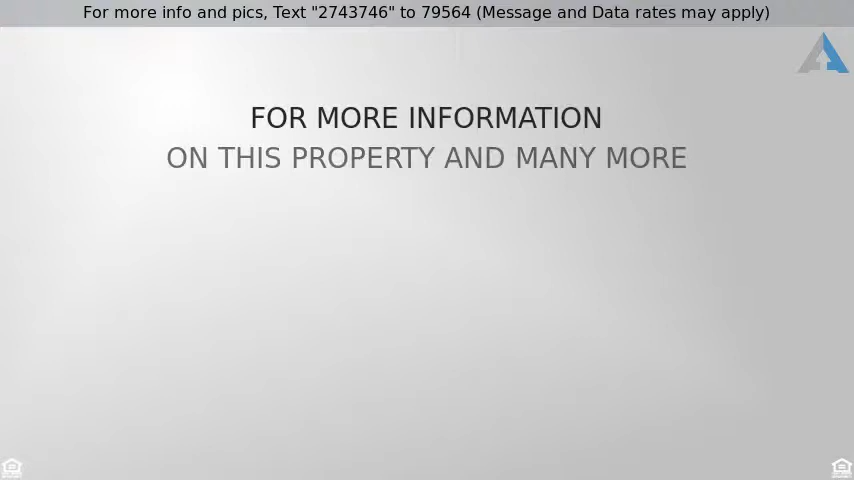 For more info and pics, Text "2743746" to 79564 (Message and Data rates may apply)
FOR MORE INFORMATION
ON THIS PROPERTY AND MANY MORE